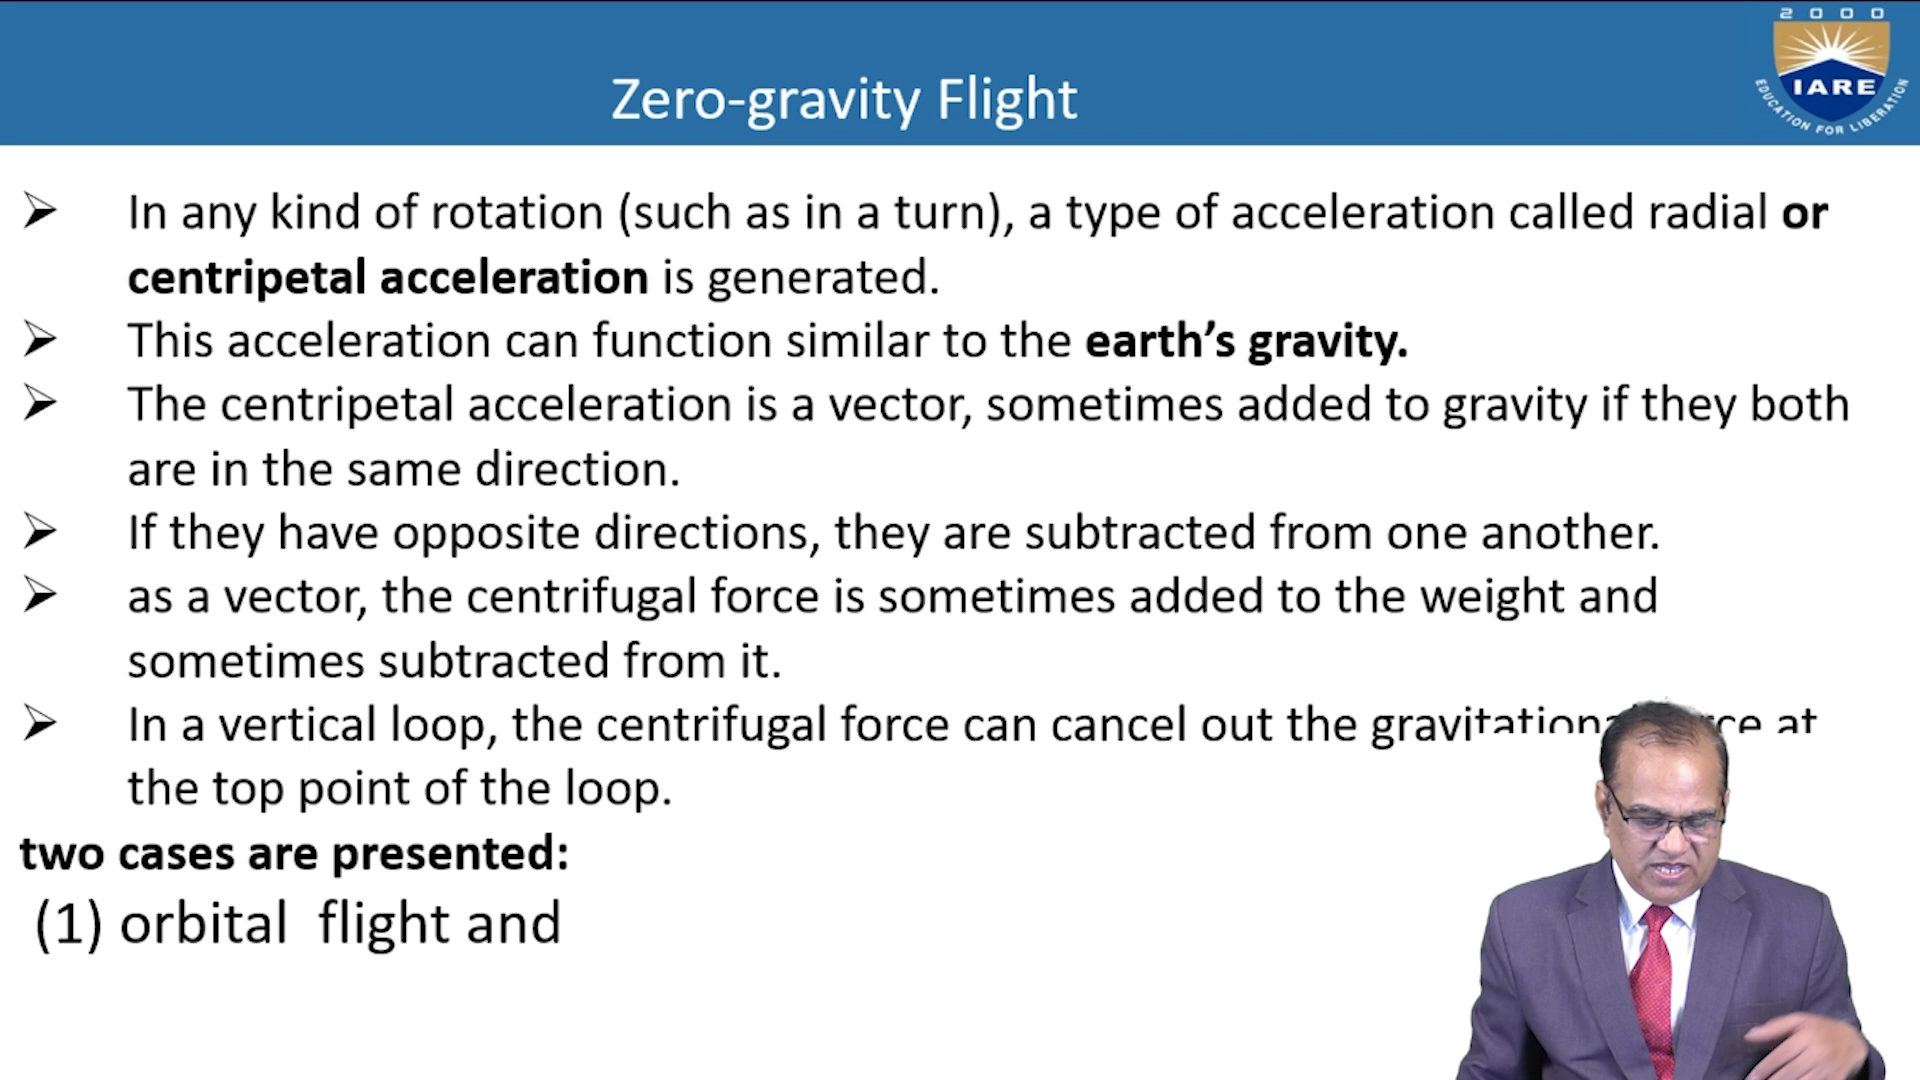 2000
IARE
EDUCATION FOR LIBERATION
Zero-gravity Flight
➢ In any kind of rotation (such as in a turn), a type of acceleration called radial or
centripetal acceleration is generated.
➢ This acceleration can function similar to the earth’s gravity.
➢ The centripetal acceleration is a vector, sometimes added to gravity if they both
are in the same direction.
➢ If they have opposite directions, they are subtracted from one another.
➢ as a vector, the centrifugal force is sometimes added to the weight and
sometimes subtracted from it.
➢ In a vertical loop, the centrifugal force can cancel out the at
the top point of the loop.
two cases are presented:
(1) orbital flight and